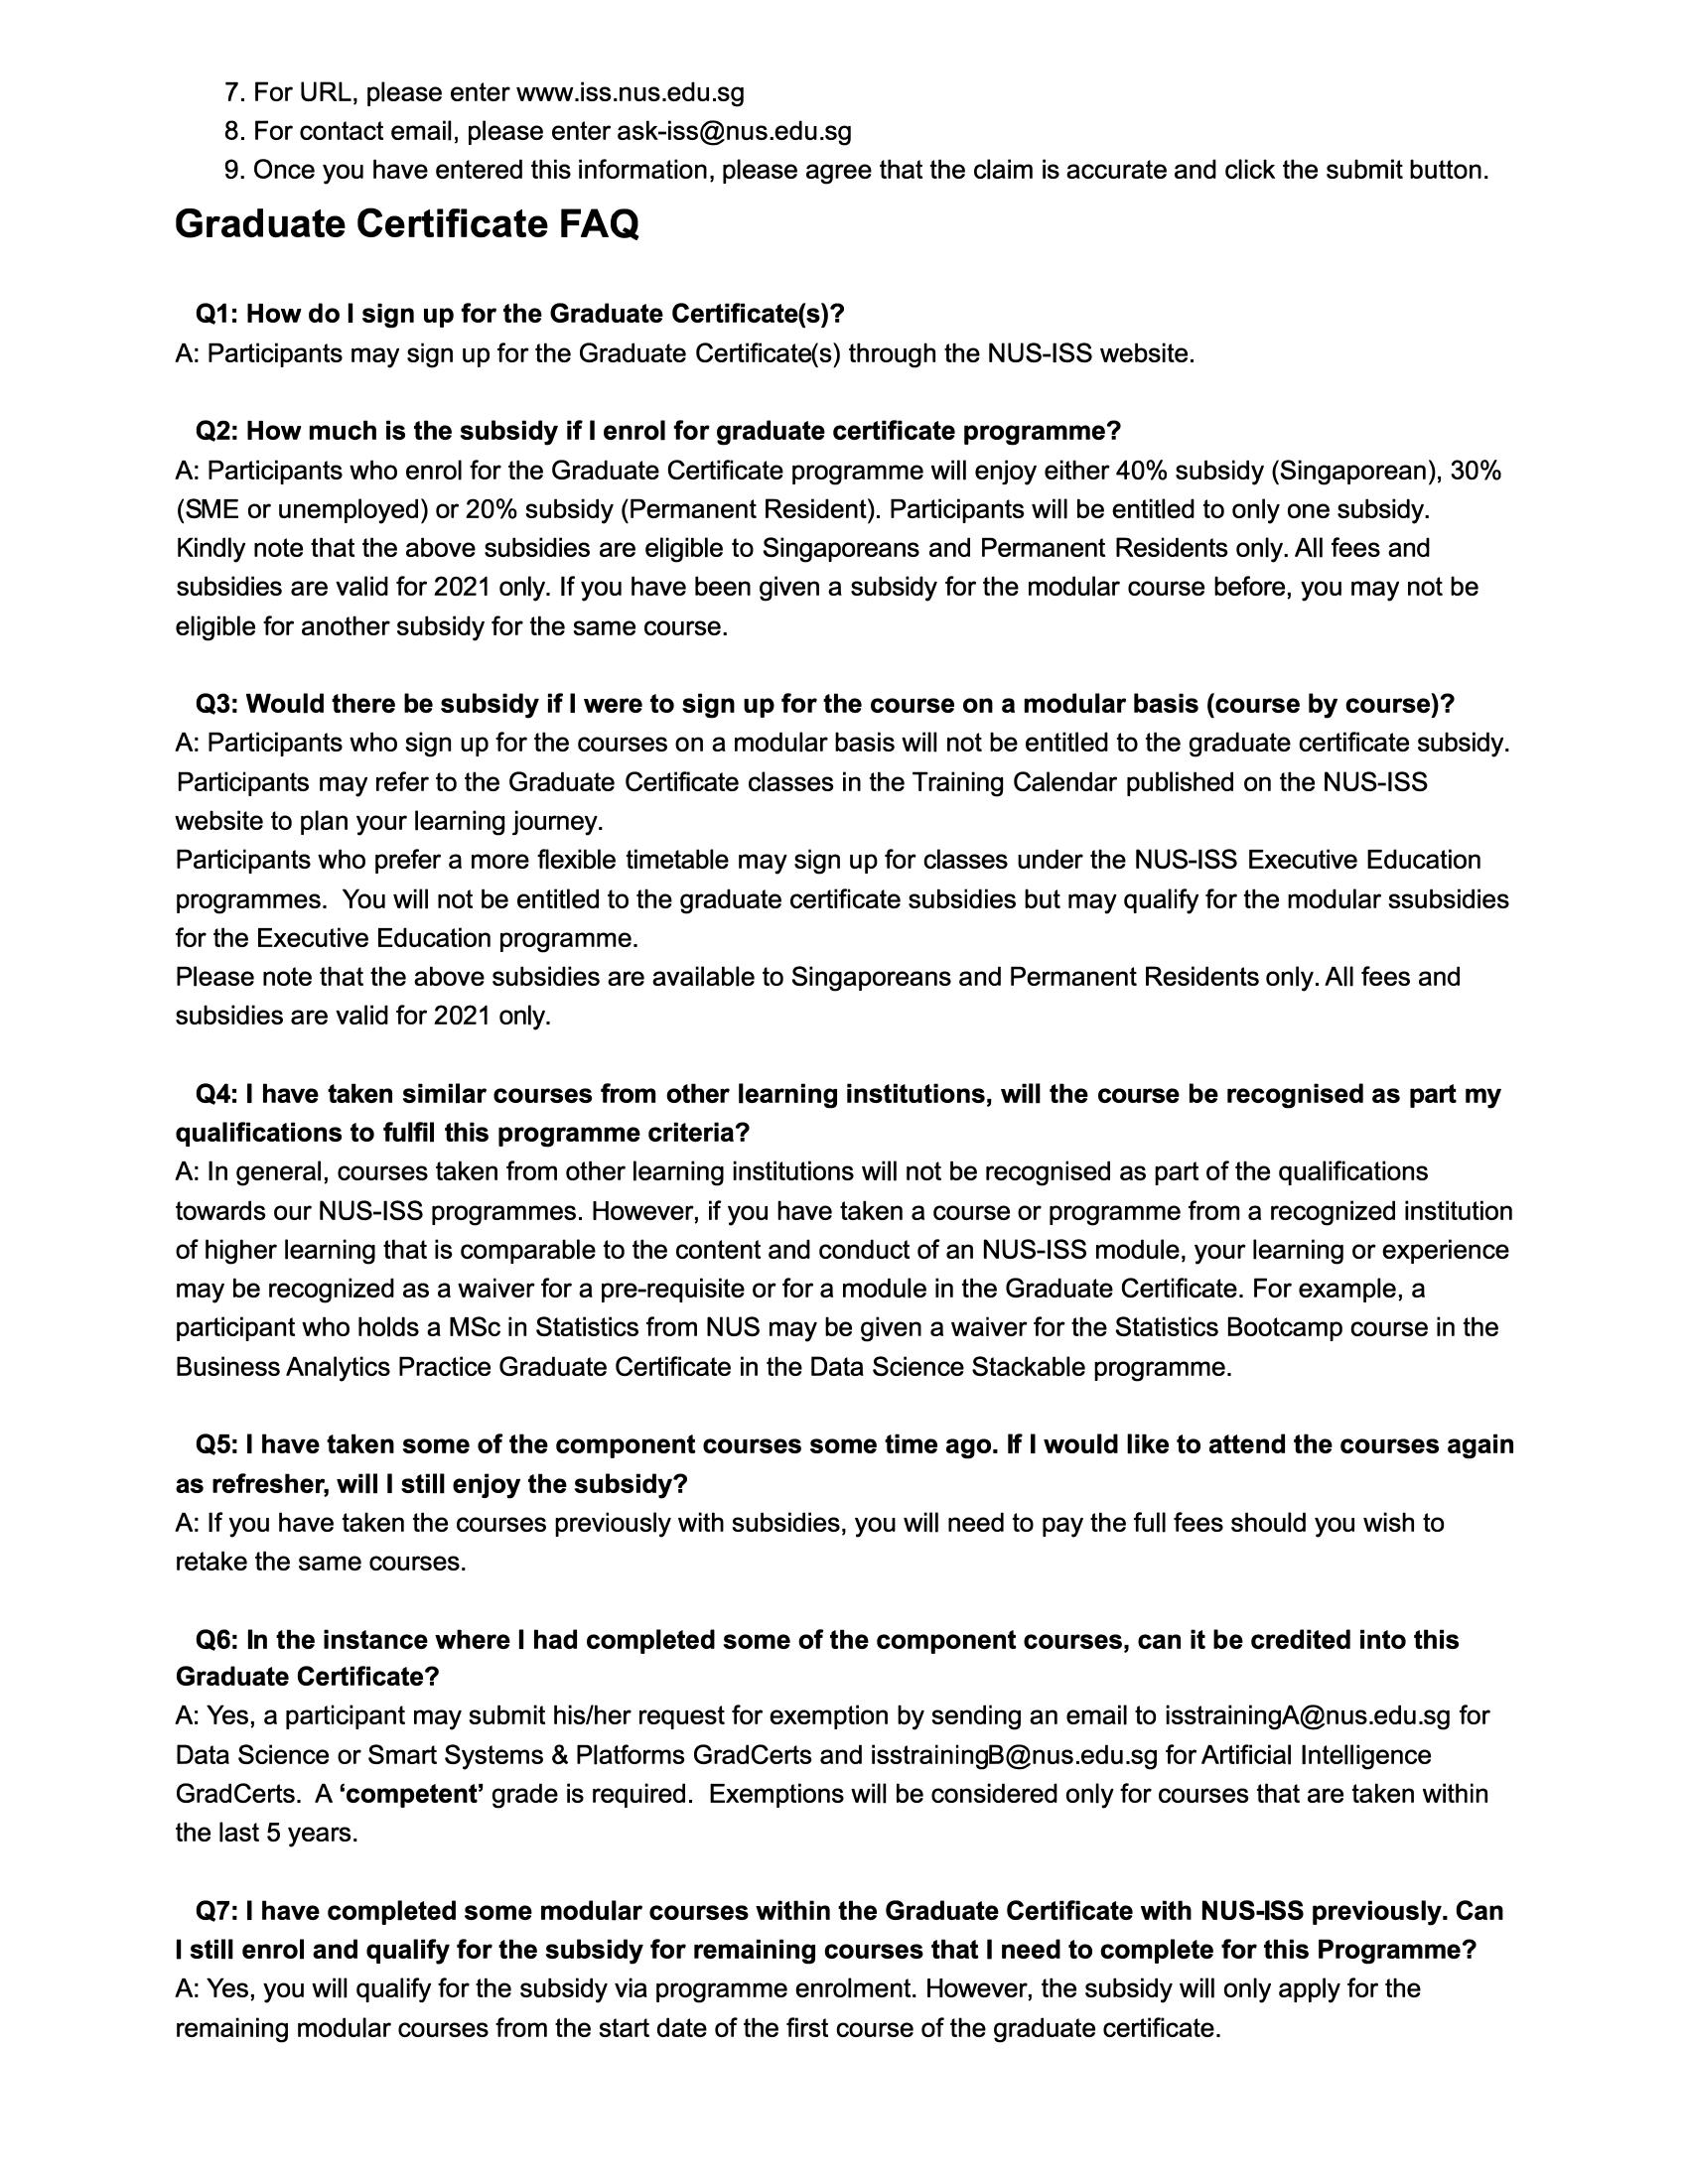 7. For URL, please enter www.iss.nus.edu.sg
8. For contact email, please enter ask-iss@nus.edu.sg
9. Once you have entered this information, please agree that the claim is accurate and click the submit button.
Graduate Certificate FAQ
Q1: How do I sign up for the Graduate Certificate(s)?
A: Participants may sign up for the Graduate Certificate(s) through the NUS-ISS website.
Q2: How much is the subsidy if I enrol for graduate certificate programme?
A: Participants who enrol for the Graduate Certificate programme will enjoy either 40% subsidy (Singaporean), 30%
(SME or unemployed) or 20% subsidy (Permanent Resident). Participants will be entitled to only one subsidy.
Kindly note that the above subsidies are eligible to Singaporeans and Permanent Residents only. All fees and
subsidies are valid for 2021 only. If you have been given a subsidy for the modular course before, you may not be
eligible for another subsidy for the same course.
Q3: Would there be subsidy if I were to sign up for the course on a modular basis (course by course)?
A: Participants who sign up for the courses on a modular basis will not be entitled to the graduate certificate subsidy.
Participants may refer to the Graduate Certificate classes in the Training Calendar published on the NUS-ISS
website to plan your learning journey.
Participants who prefer a more flexible timetable may sign up for classes under the NUS-ISS Executive Education
programmes.  You will not be entitled to the graduate certificate subsidies but may qualify for the modular ssubsidies
for the Executive Education programme.
Please note that the above subsidies are available to Singaporeans and Permanent Residents only. All fees and
subsidies are valid for 2021 only.
Q4: I have taken similar courses from other learning institutions, will the course be recognised as part my
qualifications to fulfil this programme criteria?
A: In general, courses taken from other learning institutions will not be recognised as part of the qualifications
towards our NUS-ISS programmes. However, if you have taken a course or programme from a recognized institution
of higher learning that is comparable to the content and conduct of an NUS-ISS module, your learning or experience
may be recognized as a waiver for a pre-requisite or for a module in the Graduate Certificate. For example, a
participant who holds a MSc in Statistics from NUS may be given a waiver for the Statistics Bootcamp course in the
Business Analytics Practice Graduate Certificate in the Data Science Stackable programme.
Q5: I have taken some of the component courses some time ago. If I would like to attend the courses again
as refresher, will I still enjoy the subsidy?
A: If you have taken the courses previously with subsidies, you will need to pay the full fees should you wish to
retake the same courses.
Q6: In the instance where I had completed some of the component courses, can it be credited into this
Graduate Certificate?
A: Yes, a participant may submit his/her request for exemption by sending an email to isstrainingA@nus.edu.sg for
Data Science or Smart Systems & Platforms GradCerts and isstrainingB@nus.edu.sg for Artificial Intelligence
GradCerts.  A ‘competent’ grade is required.  Exemptions will be considered only for courses that are taken within
the last 5 years.
Q7: I have completed some modular courses within the Graduate Certificate with NUS-ISS previously. Can
I still enrol and qualify for the subsidy for remaining courses that I need to complete for this Programme?
A: Yes, you will qualify for the subsidy via programme enrolment. However, the subsidy will only apply for the
remaining modular courses from the start date of the first course of the graduate certificate.